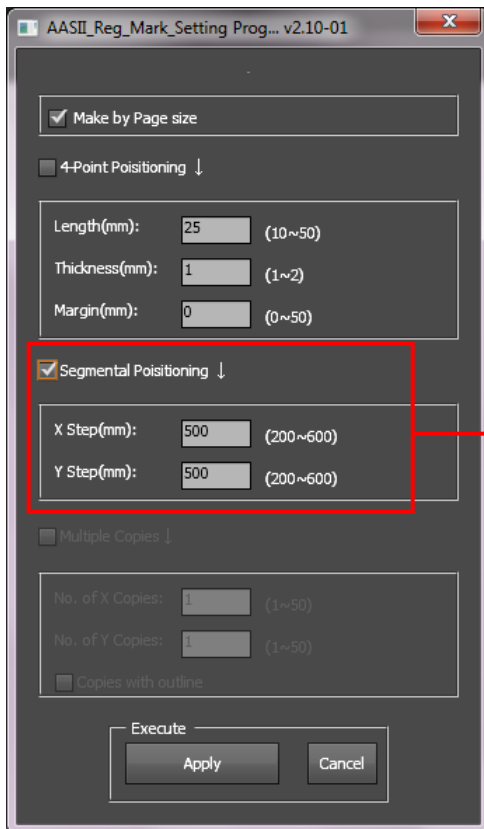 AASII_Reg_Mark_Setting Prog... v2.10-01
Make by Page size
4-Point Poisitioning ↓
Length(mm): 25 (10~50)
Thickness(mm): 1 (1~2)
Margin(mm): 0 (0~50)
Segmental Poisitioning ↓
X Step(mm): 500 (200~600)
Y Step(mm): 500 (200~600)
Multiple Copies ↓
No. of X Copies: 1 (1~50)
No. of Y Copies: 1 (1~50)
Copies with outline
Execute
Apply Cancel